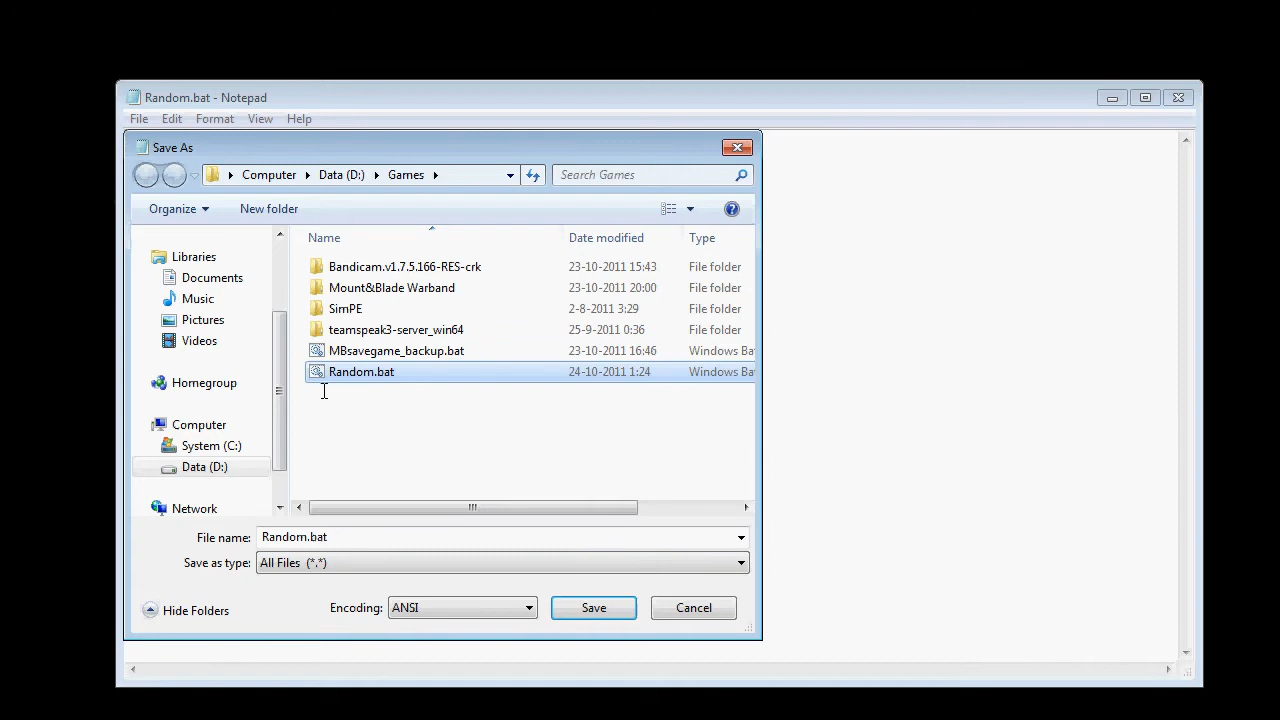 Random.bat - Notepad
File Edit Format View Help
Save As
Computer Data (D:) Games Search Games
Organize New folder
Name Date modified Type
Libraries
Documents
Music
Pictures
Videos
Homegroup
Computer
System (C:)
Data (D:)
Network
Bandicam.v1.7.5.166-RES-crk 23-10-2011 15:43 File folder
Mount&Blade Warband 23-10-2011 20:00 File folder
SimPE 2-8-2011 3:29 File folder
teamspeak3-server_win64 25-9-2011 0:36 File folder
MBsavegame_backup.bat 23-10-2011 16:46 Windows Ba
Random.bat 24-10-2011 1:24 Windows Ba
File name: Random.bat
Save as type: All Files (*.*)
Hide Folders Encoding: ANSI Save Cancel